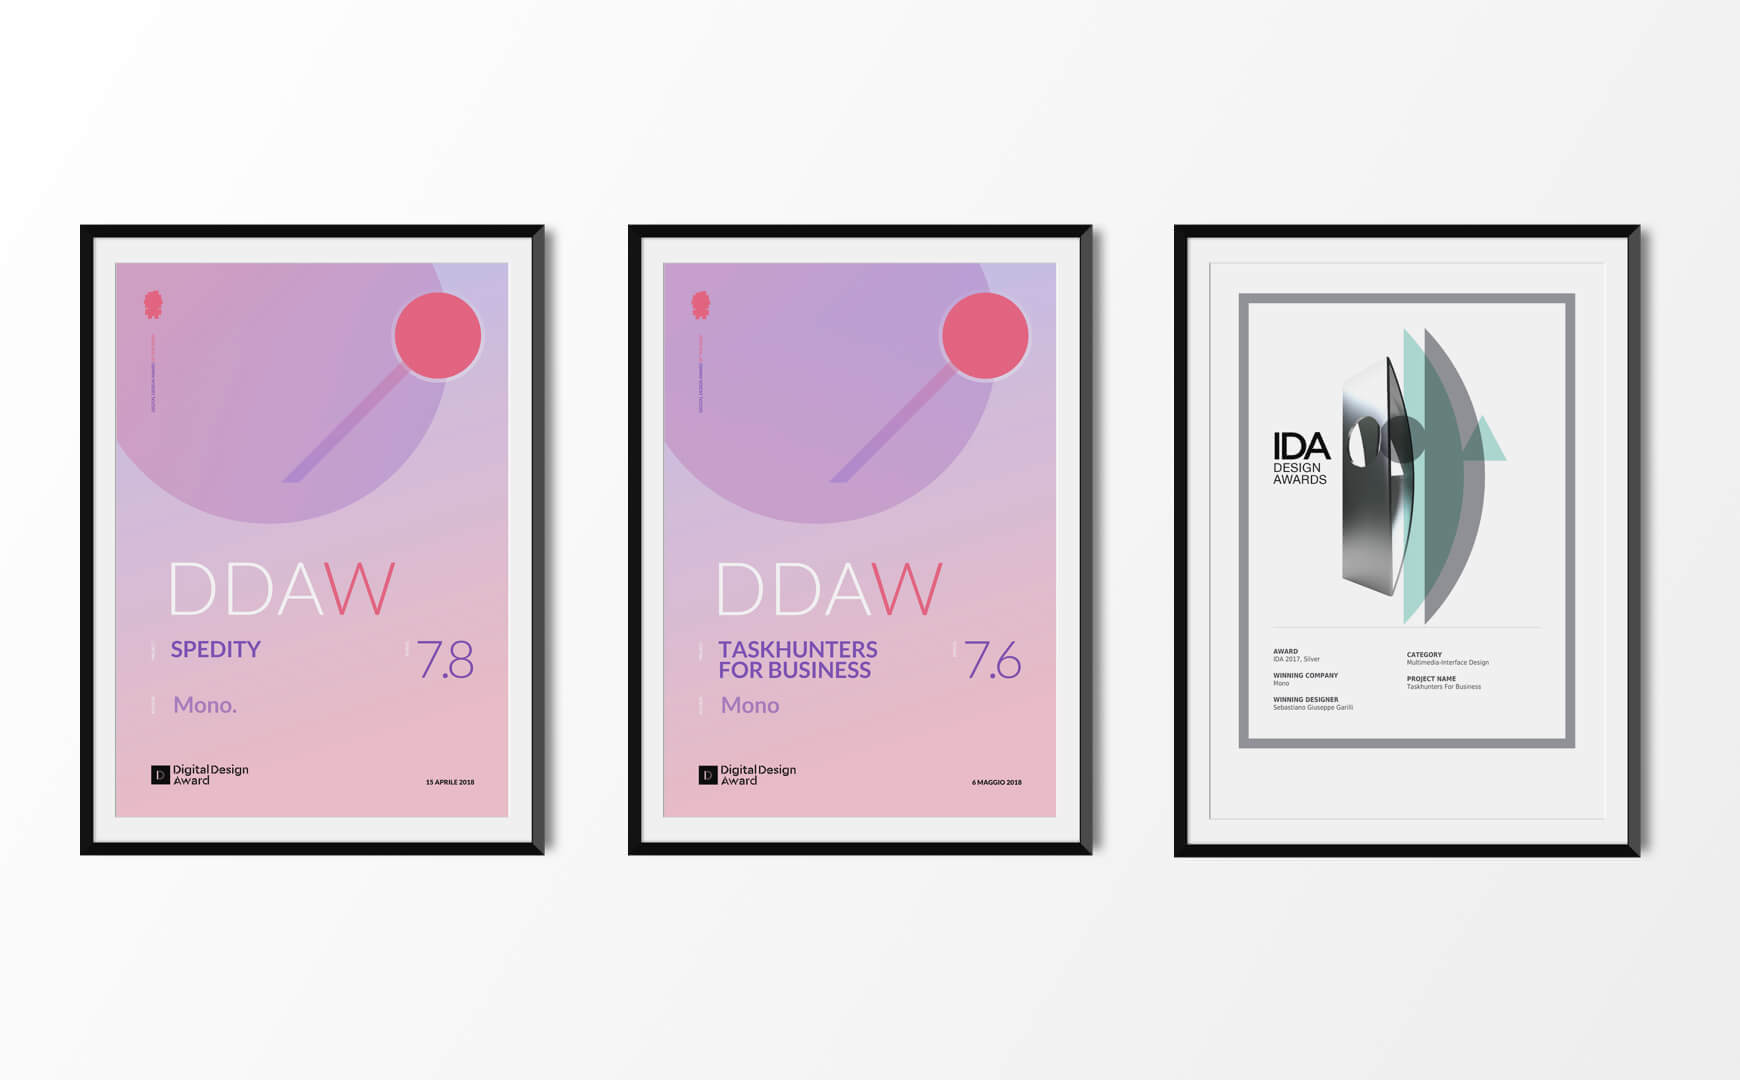 DDAW
SPEDITY
7.8
Mono.
Digital Design
Award
15 APRILE 2018
DDAW
TASKHUNTERS
FOR BUSINESS
7.6
Mono
Digital Design
Award
6 MAGGIO 2018
IDA
DESIGN
AWARDS
AWARD
IDA 2017, Silver
WINNING COMPANY
Mono
WINNING DESIGNER
Sebastiano Giuseppe Garilli
CATEGORY
Multimedia-Interface Design
PROJECT NAME
Taskhunters For Business